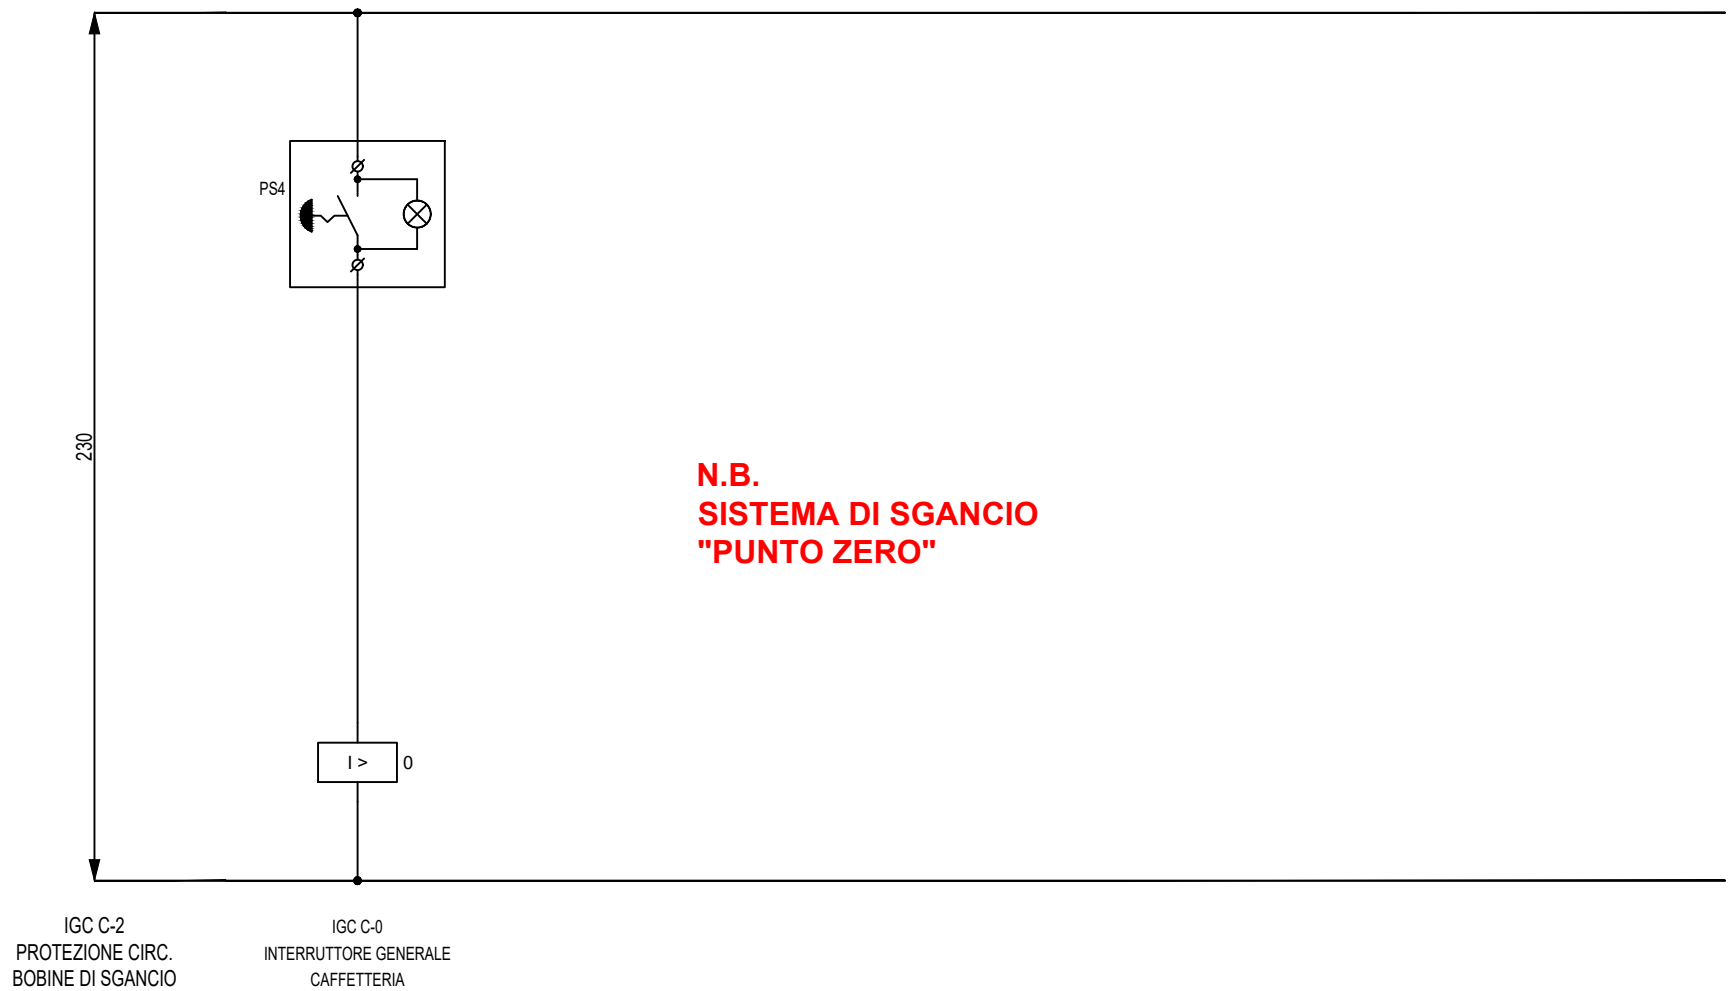 PS4
230
N.B.
SISTEMA DI SGANCIO
"PUNTO ZERO"
I >
0
IGC C-2
PROTEZIONE CIRC.
BOBINE DI SGANCIO
IGC C-0
INTERRUTTORE GENERALE
CAFFETTERIA